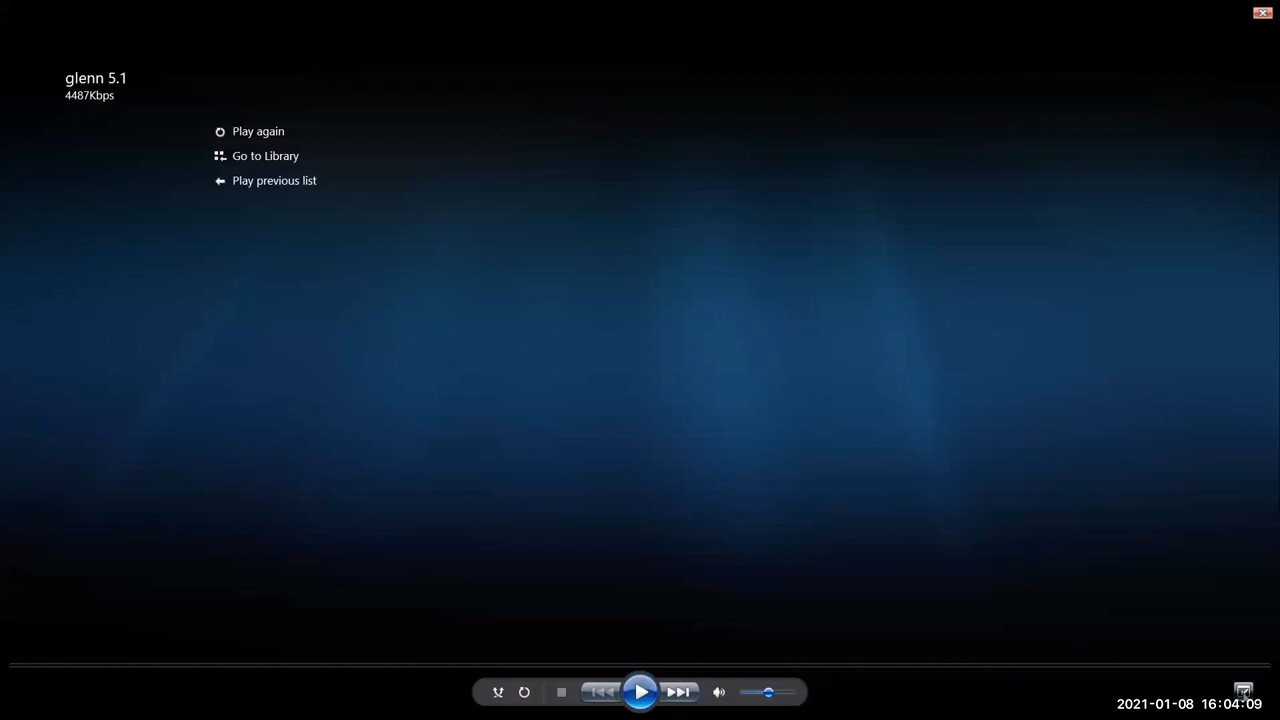 glenn 5.1
4487Kbps
Play again
Go to Library
Play previous list
2021-01-08 16:04:09